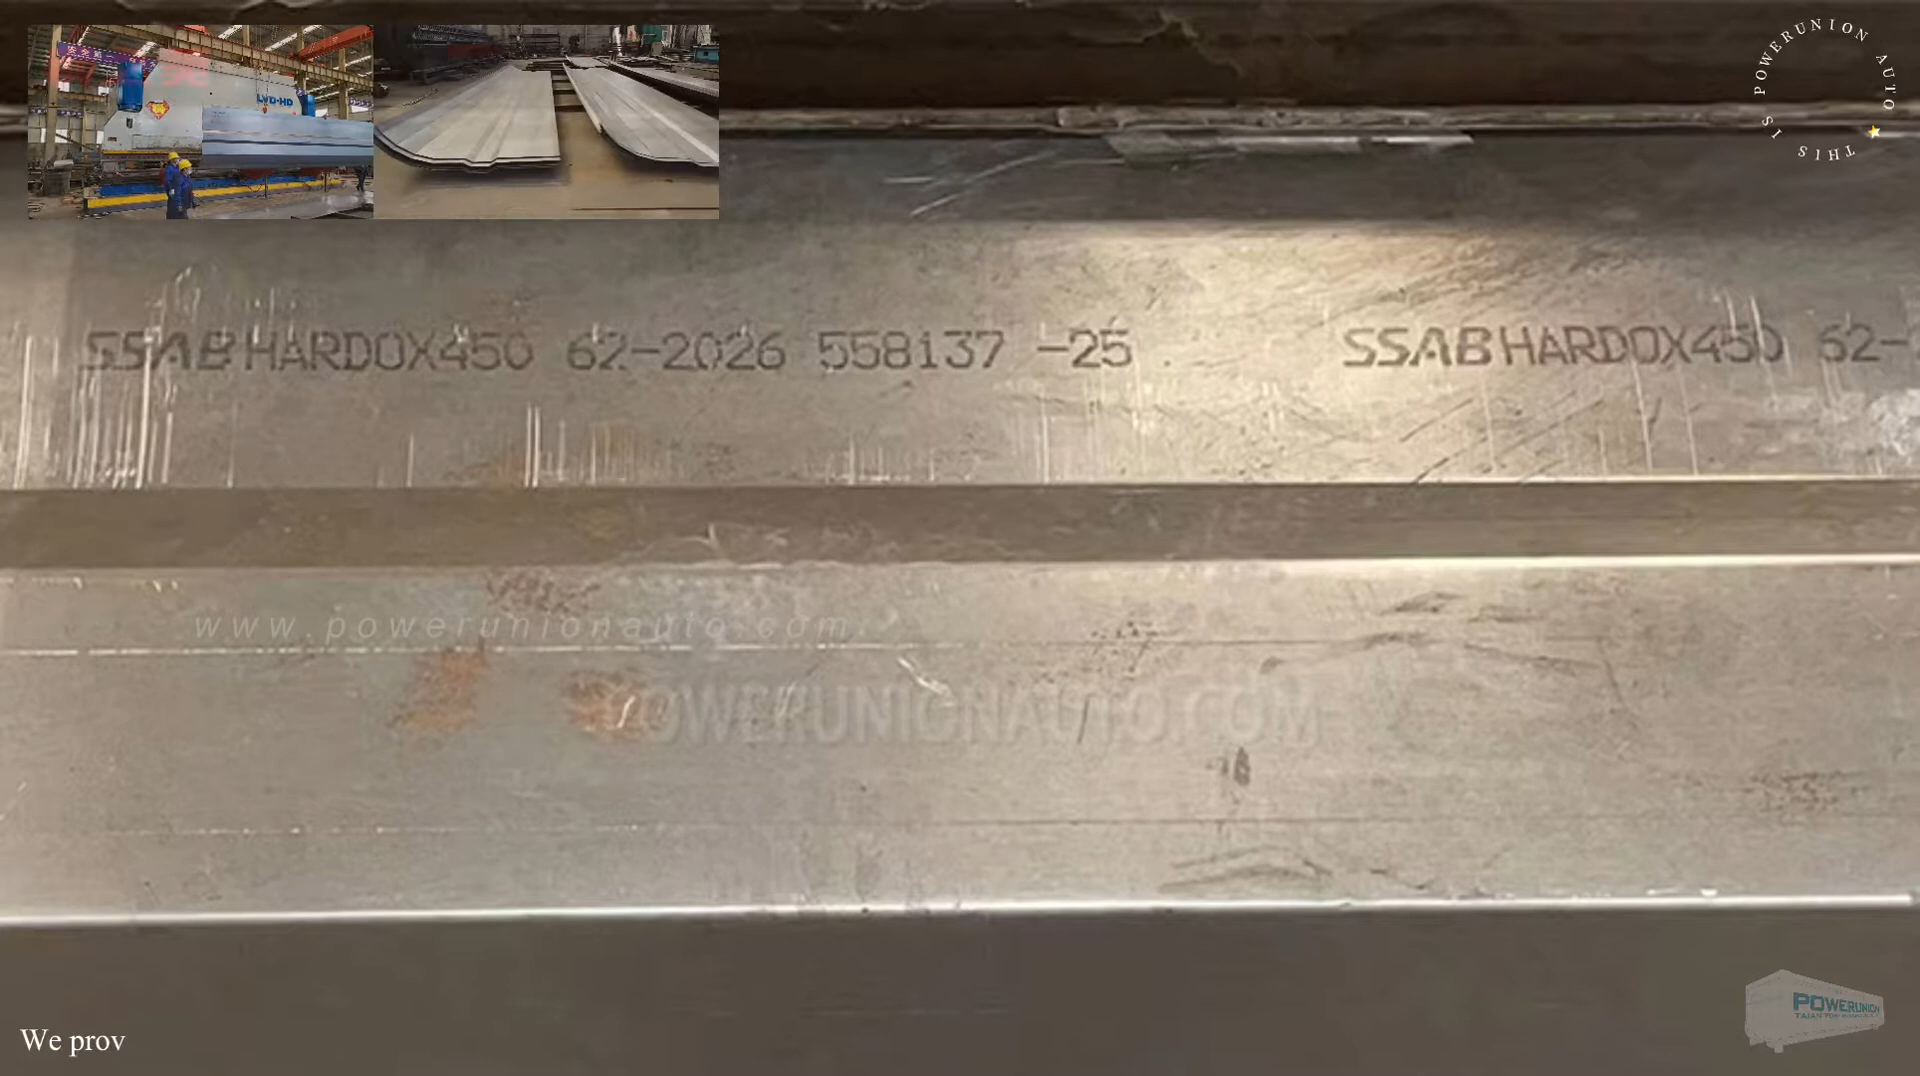 THIS IS POWERUNION AUTO
LVD-HD
SSAB HARDOX450 62-2026 558137 -25
SSAB HARDOX450 62-
www.powerunionauto.com
POWERUNIONAUTO.COM
POWERUNION
We prov